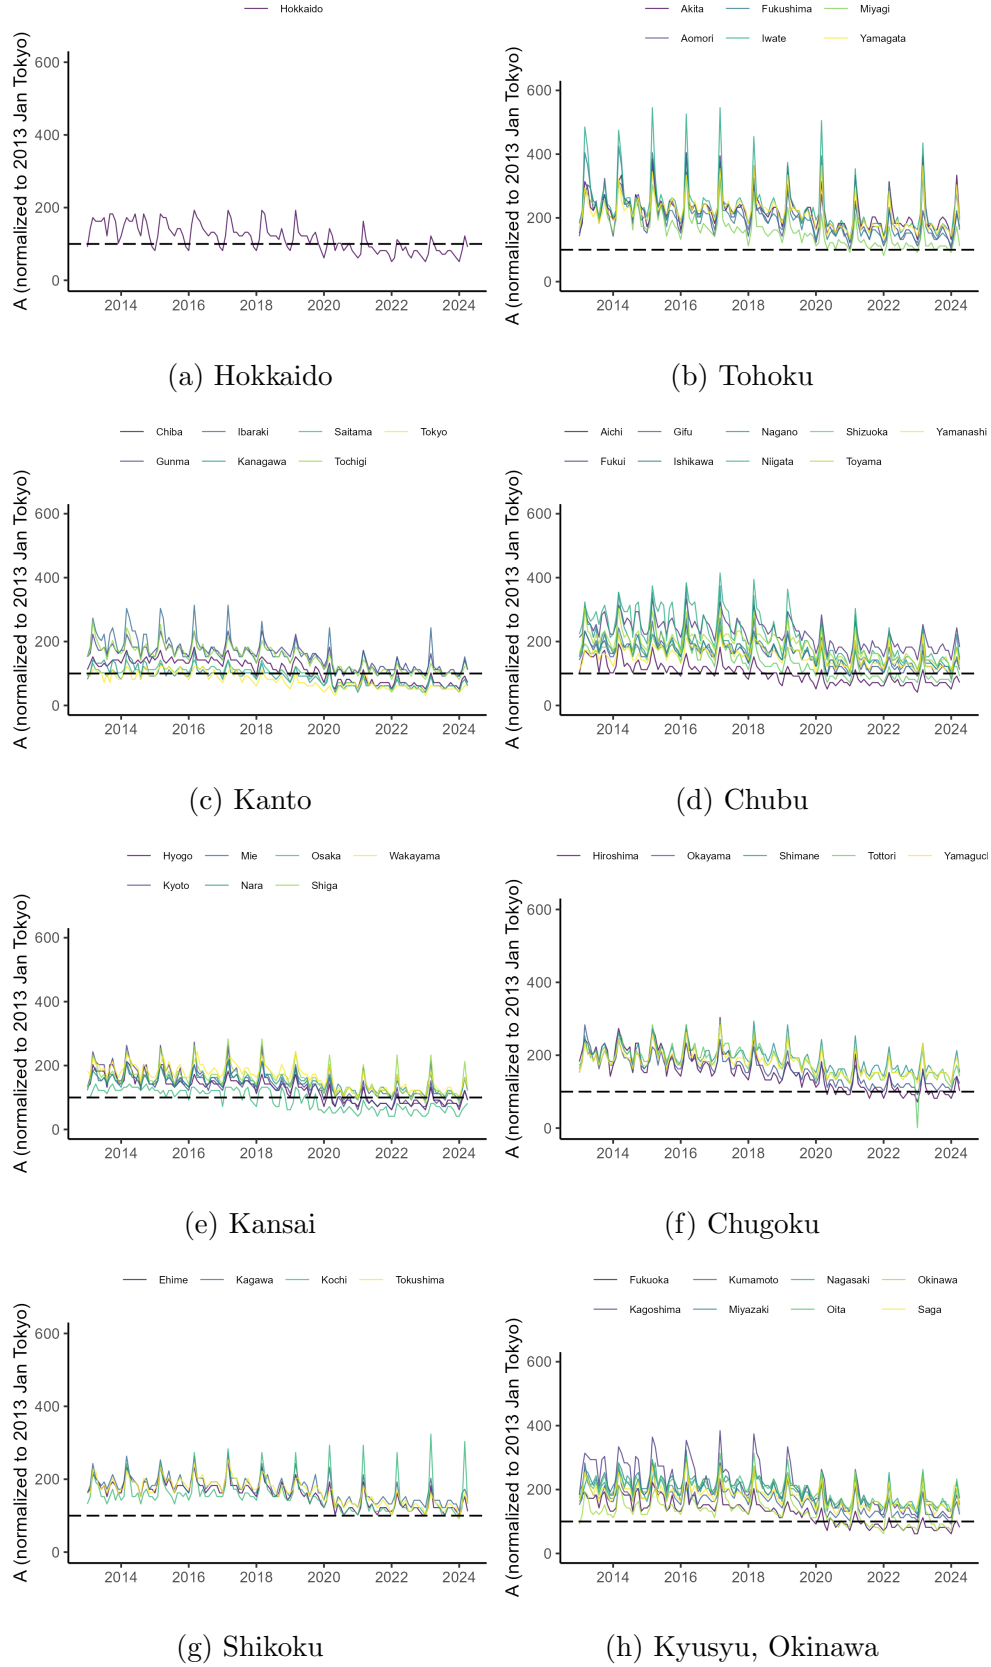 Hokkaido
A (normalized to 2013 Jan Tokyo)
600
400
200
0
2014 2016 2018 2020 2022 2024
(a) Hokkaido
Akita Fukushima Miyagi
Aomori Iwate Yamagata
A (normalized to 2013 Jan Tokyo)
600
400
200
0
2014 2016 2018 2020 2022 2024
(b) Tohoku
Chiba Ibaraki Saitama Tokyo
Gunma Kanagawa Tochigi
A (normalized to 2013 Jan Tokyo)
600
400
200
0
2014 2016 2018 2020 2022 2024
(c) Kanto
Aichi Gifu Nagano Shizuoka Yamanashi
Fukui Ishikawa Niigata Toyama
A (normalized to 2013 Jan Tokyo)
600
400
200
0
2014 2016 2018 2020 2022 2024
(d) Chubu
Hyogo Mie Osaka Wakayama
Kyoto Nara Shiga
A (normalized to 2013 Jan Tokyo)
600
400
200
0
2014 2016 2018 2020 2022 2024
(e) Kansai
Hiroshima Okayama Shimane Tottori Yamaguc
A (normalized to 2013 Jan Tokyo)
600
400
200
0
2014 2016 2018 2020 2022 2024
(f) Chugoku
Ehime Kagawa Kochi Tokushima
A (normalized to 2013 Jan Tokyo)
600
400
200
0
2014 2016 2018 2020 2022 2024
(g) Shikoku
Fukuoka Kumamoto Nagasaki Okinawa
Kagoshima Miyazaki Oita Saga
A (normalized to 2013 Jan Tokyo)
600
400
200
0
2014 2016 2018 2020 2022 2024
(h) Kyusyu, Okinawa